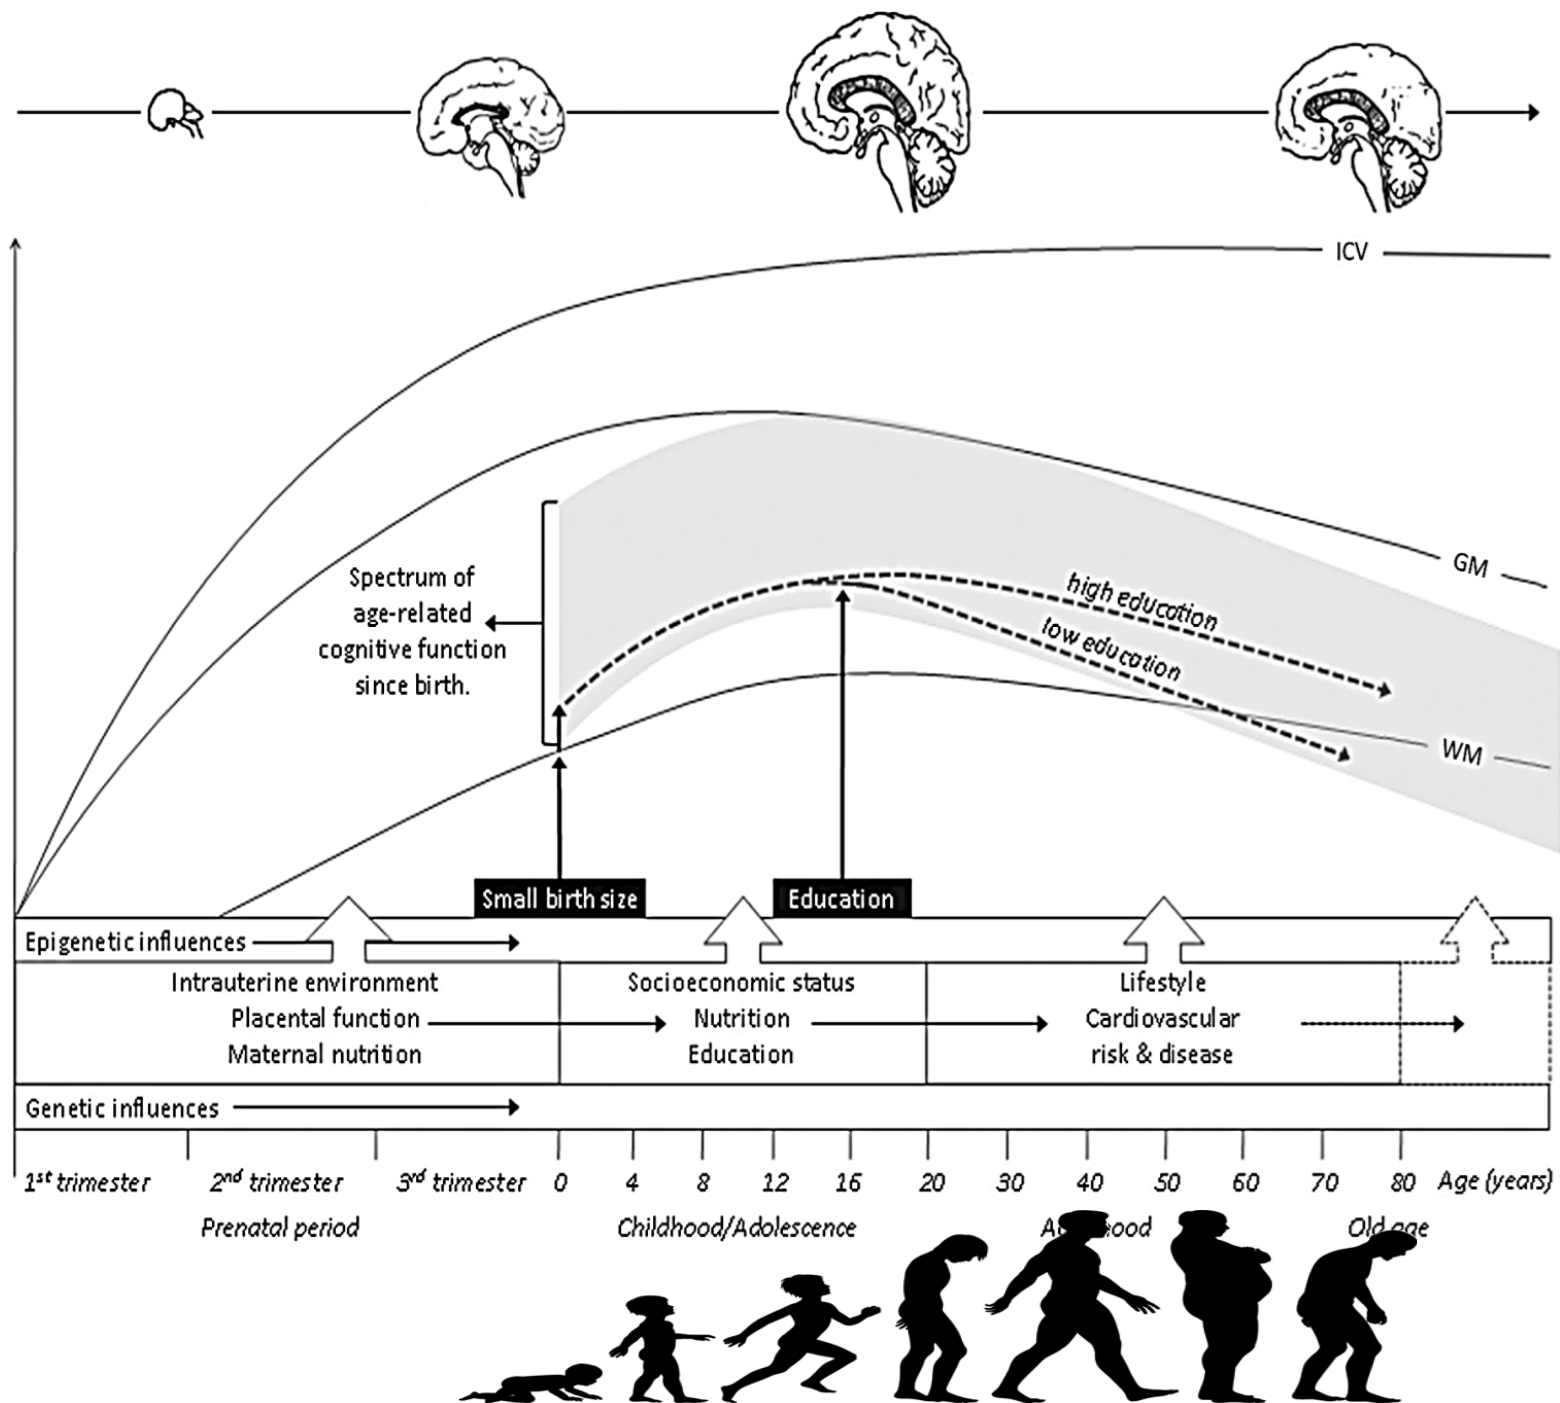 ICV
GM
high education
low education
Spectrum of
age-related
cognitive function
since birth.
WM
Small birth size
Education
Epigenetic influences
Intrauterine environment
Placental function
Maternal nutrition
Socioeconomic status
Nutrition
Education
Lifestyle
Cardiovascular
risk & disease
Genetic influences
1st trimester 2nd trimester 3rd trimester 0 4 8 12 16 20 30 40 50 60 70 80 Age (years)
Prenatal period Childhood/Adolescence Old age